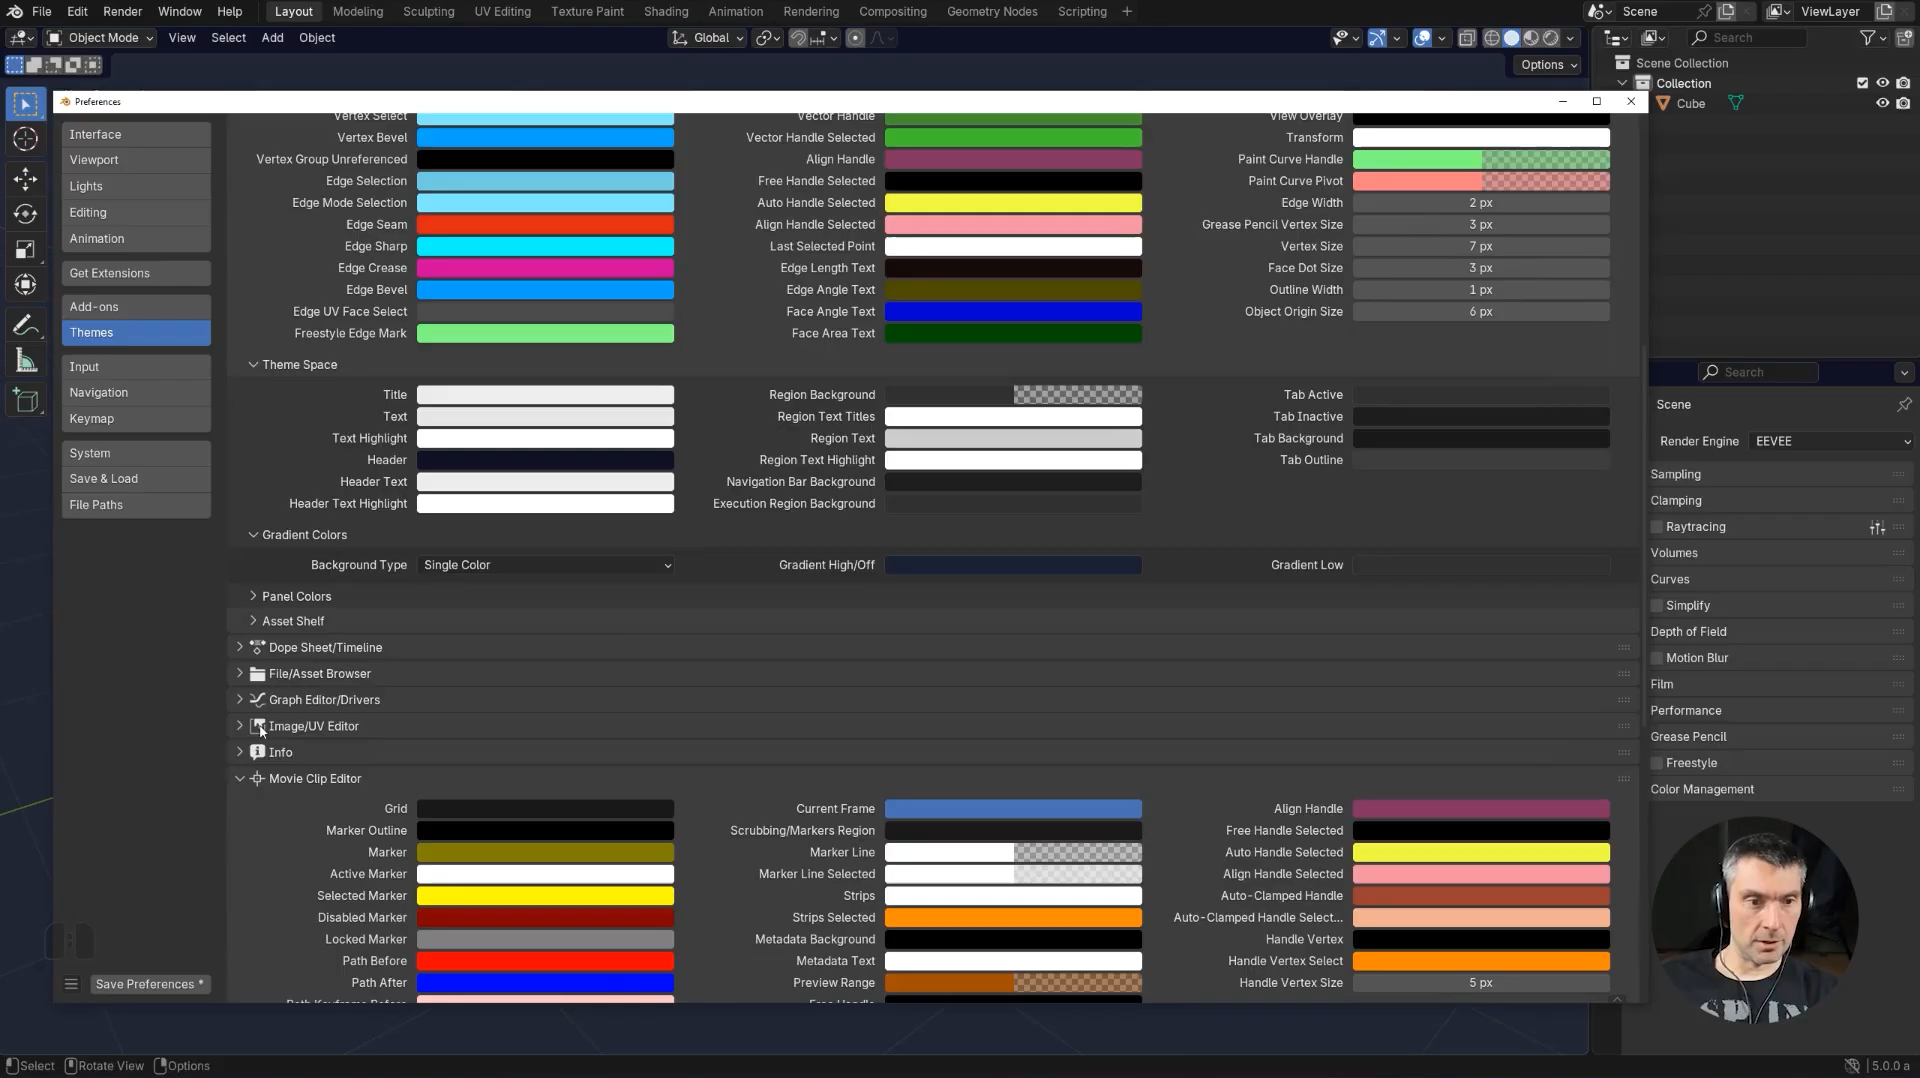 File Edit Render Window Help Layout Modeling Sculpting UV Editing Texture Paint Shading Animation Rendering Compositing Geometry Nodes Scripting + Scene ViewLayer
Object Mode View Select Add Object Global Search
Options Scene Collection
Collection
Cube
Preferences
Interface
Viewport
Lights
Editing
Animation
Get Extensions
Add-ons
Themes
Input
Navigation
Keymap
System
Save & Load
File Paths
Save Preferences *
Vertex Select Vector Handle View Overlay
Vertex Bevel Vector Handle Selected Transform
Vertex Group Unreferenced Align Handle Paint Curve Handle
Edge Selection Free Handle Selected Paint Curve Pivot
Edge Mode Selection Auto Handle Selected Edge Width 2 px
Edge Seam Align Handle Selected Grease Pencil Vertex Size 3 px
Edge Sharp Last Selected Point Vertex Size 7 px
Edge Crease Edge Length Text Face Dot Size 3 px
Edge Bevel Edge Angle Text Outline Width 1 px
Edge UV Face Select Face Angle Text Object Origin Size 6 px
Freestyle Edge Mark Face Area Text
Theme Space
Title Region Background Tab Active
Text Region Text Titles Tab Inactive
Text Highlight Region Text Tab Background
Header Region Text Highlight Tab Outline
Header Text Navigation Bar Background
Header Text Highlight Execution Region Background
Gradient Colors
Background Type Single Color Gradient High/Off Gradient Low
Panel Colors
Asset Shelf
Dope Sheet/Timeline
File/Asset Browser
Graph Editor/Drivers
Image/UV Editor
Info
Movie Clip Editor
Grid Current Frame Align Handle
Marker Outline Scrubbing/Markers Region Free Handle Selected
Marker Marker Line Auto Handle Selected
Active Marker Marker Line Selected Align Handle Selected
Selected Marker Strips Auto-Clamped Handle
Disabled Marker Strips Selected Auto-Clamped Handle Select...
Locked Marker Metadata Background Handle Vertex
Path Before Metadata Text Handle Vertex Select
Path After Preview Range Handle Vertex Size 5 px
Path Keyframe Before Free Handle
Search
Scene
Render Engine EEVEE
Sampling
Clamping
Raytracing
Volumes
Curves
Simplify
Depth of Field
Motion Blur
Film
Performance
Grease Pencil
Freestyle
Color Management
Select Rotate View Options 5.0.0 a